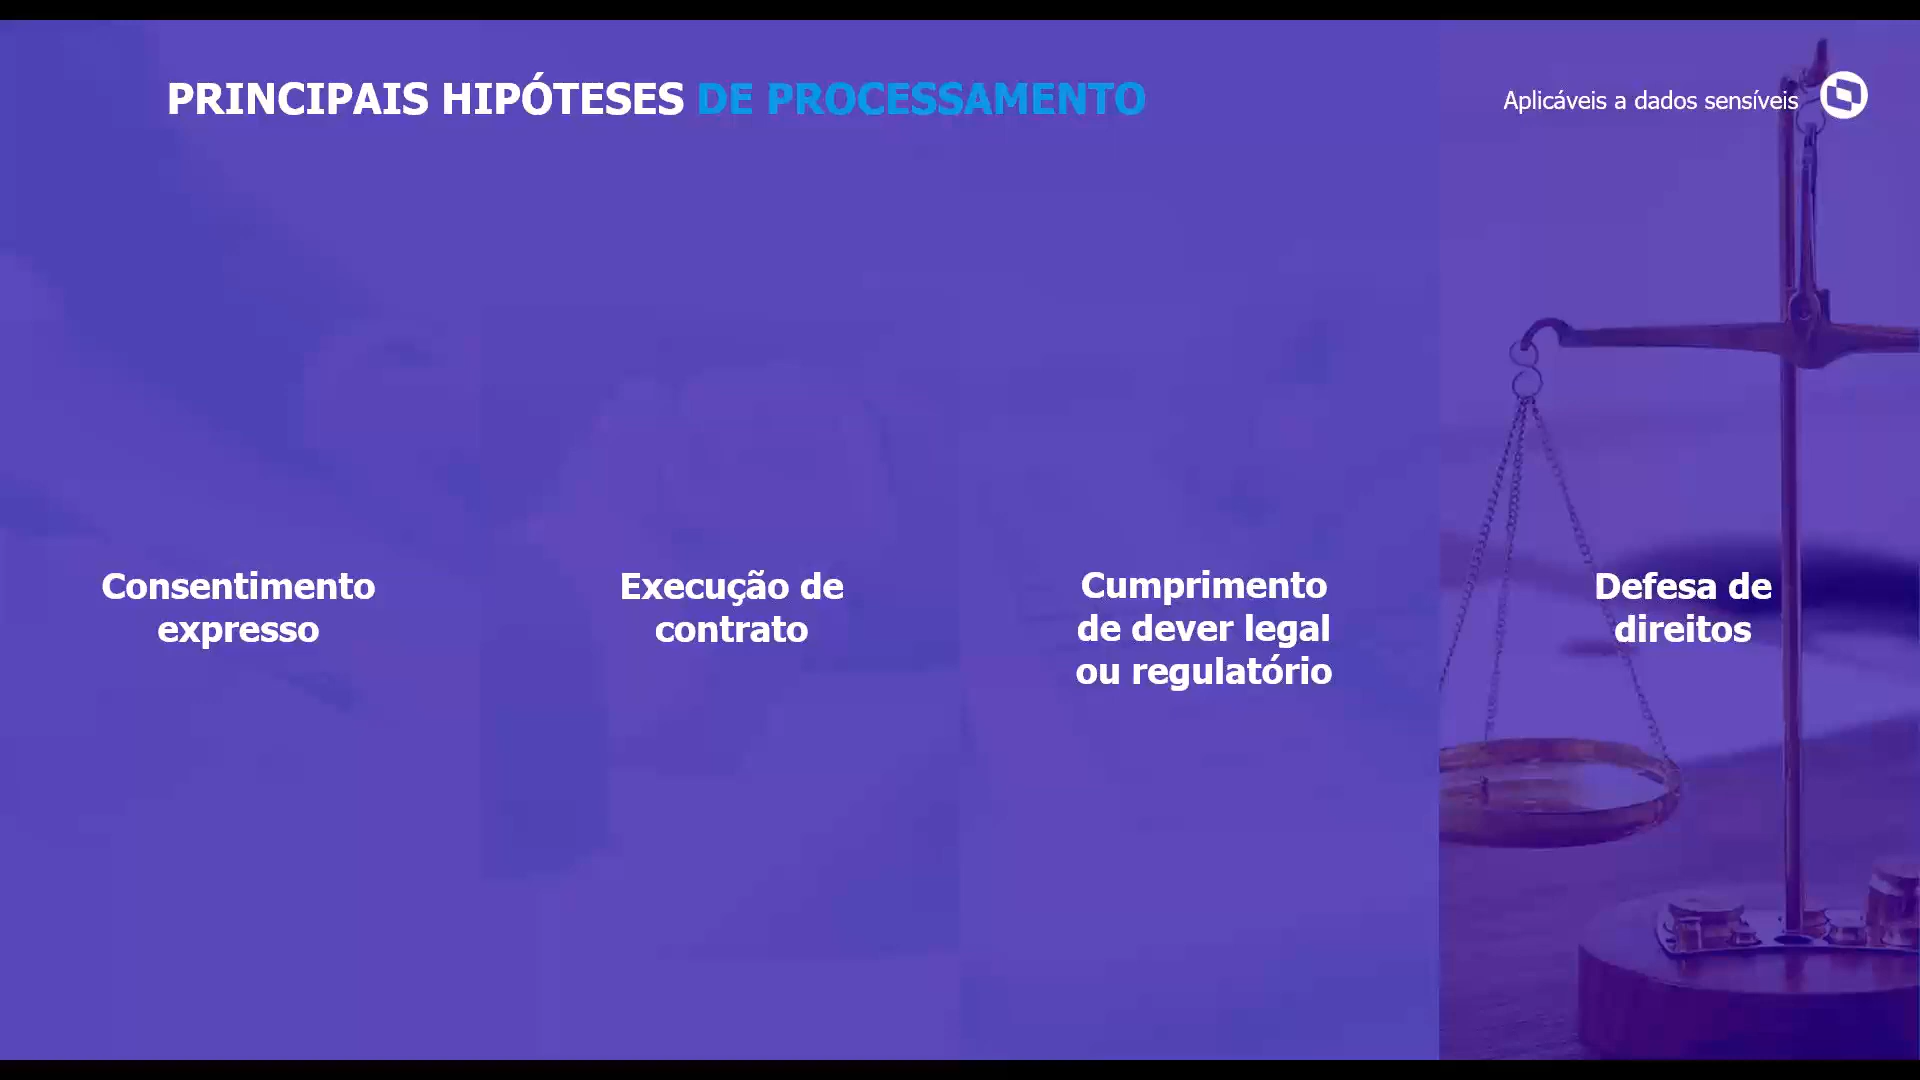 PRINCIPAIS HIPÓTESES DE PROCESSAMENTO
Aplicáveis a dados sensíveis
Consentimento
expresso
Execução de
contrato
Cumprimento
de dever legal
ou regulatório
Defesa de
direitos